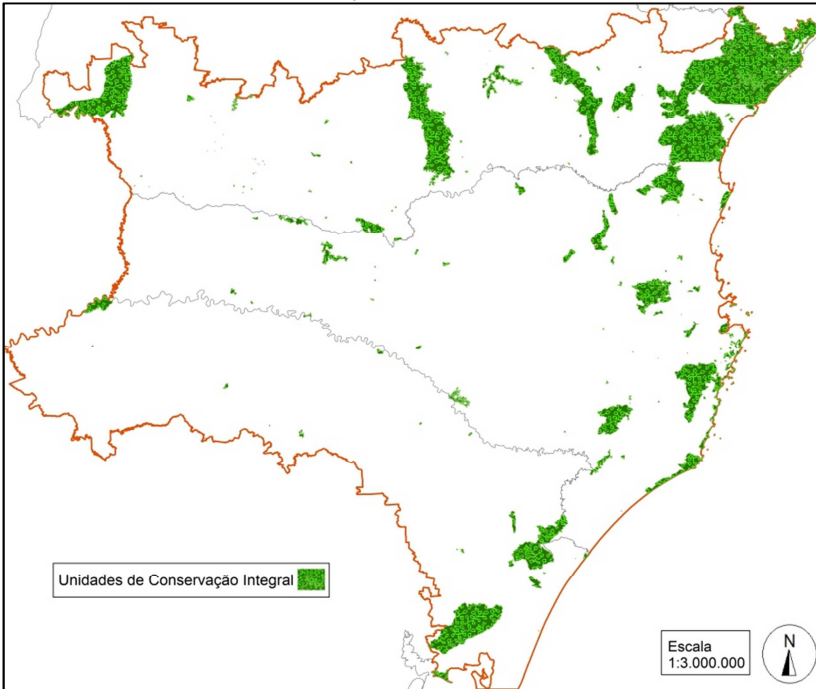 Unidades de Conservação Integral
Escala
1:3.000.000
N